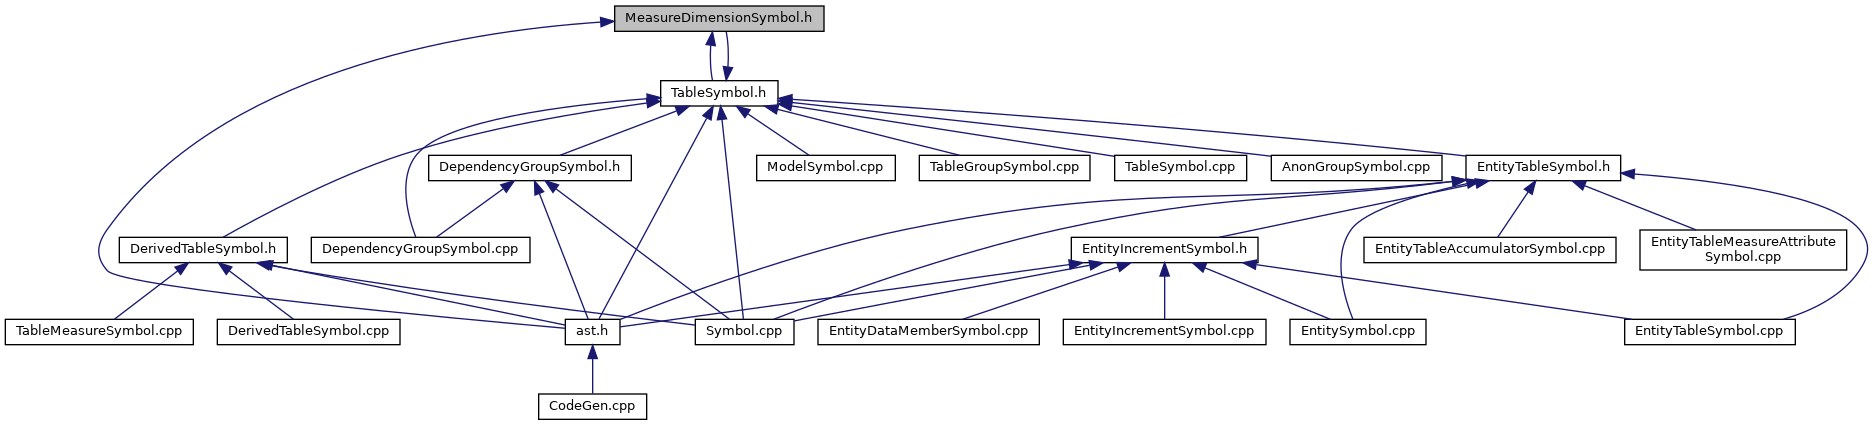 MeasureDimensionSymbol.h
TableSymbol.h
DependencyGroupSymbol.h
ModelSymbol.cpp
TableGroupSymbol.cpp
TableSymbol.cpp
AnonGroupSymbol.cpp
EntityTableSymbol.h
DerivedTableSymbol.h
DependencyGroupSymbol.cpp
EntityIncrementSymbol.h
EntityTableAccumulatorSymbol.cpp
EntityTableMeasureAttribute
Symbol.cpp
TableMeasureSymbol.cpp
DerivedTableSymbol.cpp
ast.h
Symbol.cpp
EntityDataMemberSymbol.cpp
EntityIncrementSymbol.cpp
EntitySymbol.cpp
EntityTableSymbol.cpp
CodeGen.cpp